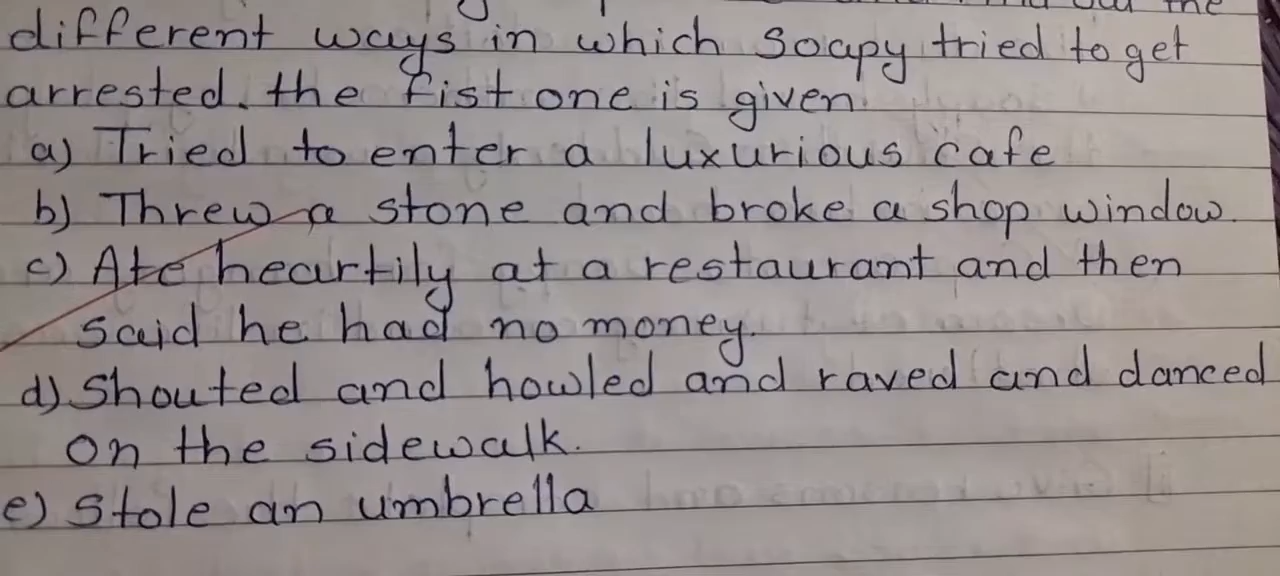 the
different ways in which Soapy tried to get
arrested. the fist one is given.
a) Tried to enter a luxurious cafe
b) Threw a stone and broke a shop window.
c) Ate heartily at a restaurant and then
said he had no money.
d) Shouted and howled and raved and danced
on the sidewalk.
e) Stole an umbrella